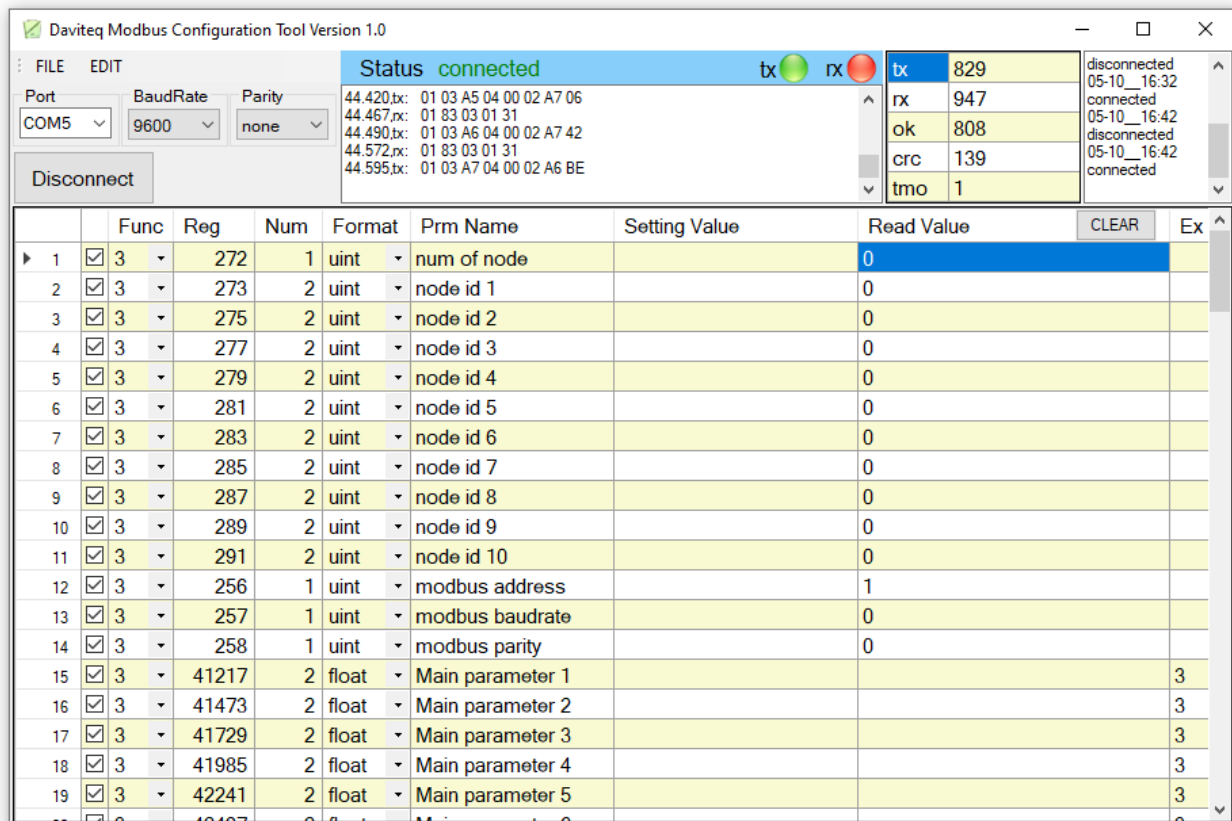 Daviteq Modbus Configuration Tool Version 1.0
FILE EDIT
Port BaudRate Parity
COM5 9600 none
Disconnect
Status connected tx rx
44.420,tx: 01 03 A5 04 00 02 A7 06
44.467,rx: 01 83 03 01 31
44.490,tx: 01 03 A6 04 00 02 A7 42
44.572,rx: 01 83 03 01 31
44.595,tx: 01 03 A7 04 00 02 A6 BE
tx 829
rx 947
ok 808
crc 139
tmo 1
disconnected
05-10__16:32
connected
05-10__16:42
disconnected
05-10__16:42
connected
Func Reg Num Format Prm Name Setting Value Read Value CLEAR Ex
1 3 272 1 uint num of node 0
2 3 273 2 uint node id 1 0
3 3 275 2 uint node id 2 0
4 3 277 2 uint node id 3 0
5 3 279 2 uint node id 4 0
6 3 281 2 uint node id 5 0
7 3 283 2 uint node id 6 0
8 3 285 2 uint node id 7 0
9 3 287 2 uint node id 8 0
10 3 289 2 uint node id 9 0
11 3 291 2 uint node id 10 0
12 3 256 1 uint modbus address 1
13 3 257 1 uint modbus baudrate 0
14 3 258 1 uint modbus parity 0
15 3 41217 2 float Main parameter 1 3
16 3 41473 2 float Main parameter 2 3
17 3 41729 2 float Main parameter 3 3
18 3 41985 2 float Main parameter 4 3
19 3 42241 2 float Main parameter 5 3